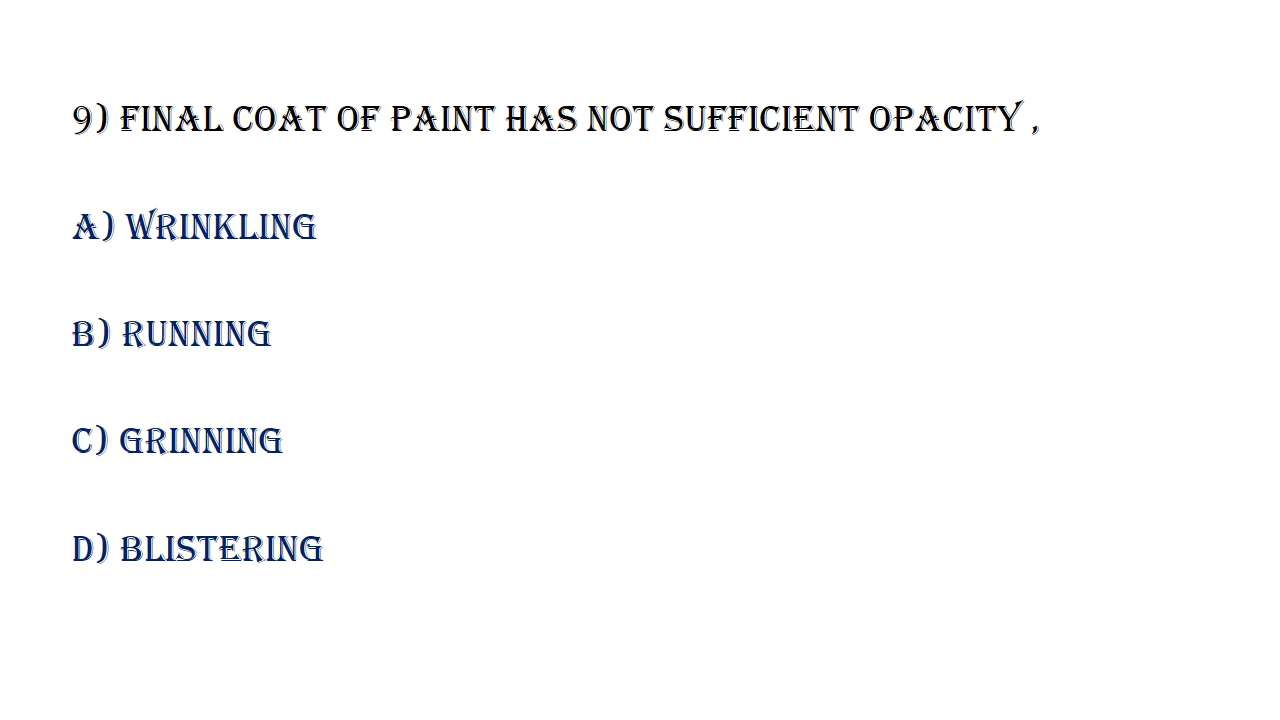 9) FINAL COAT OF PAINT HAS NOT SUFFICIENT OPACITY ,
A) WRINKLING
B) RUNNING
C) GRINNING
D) BLISTERING